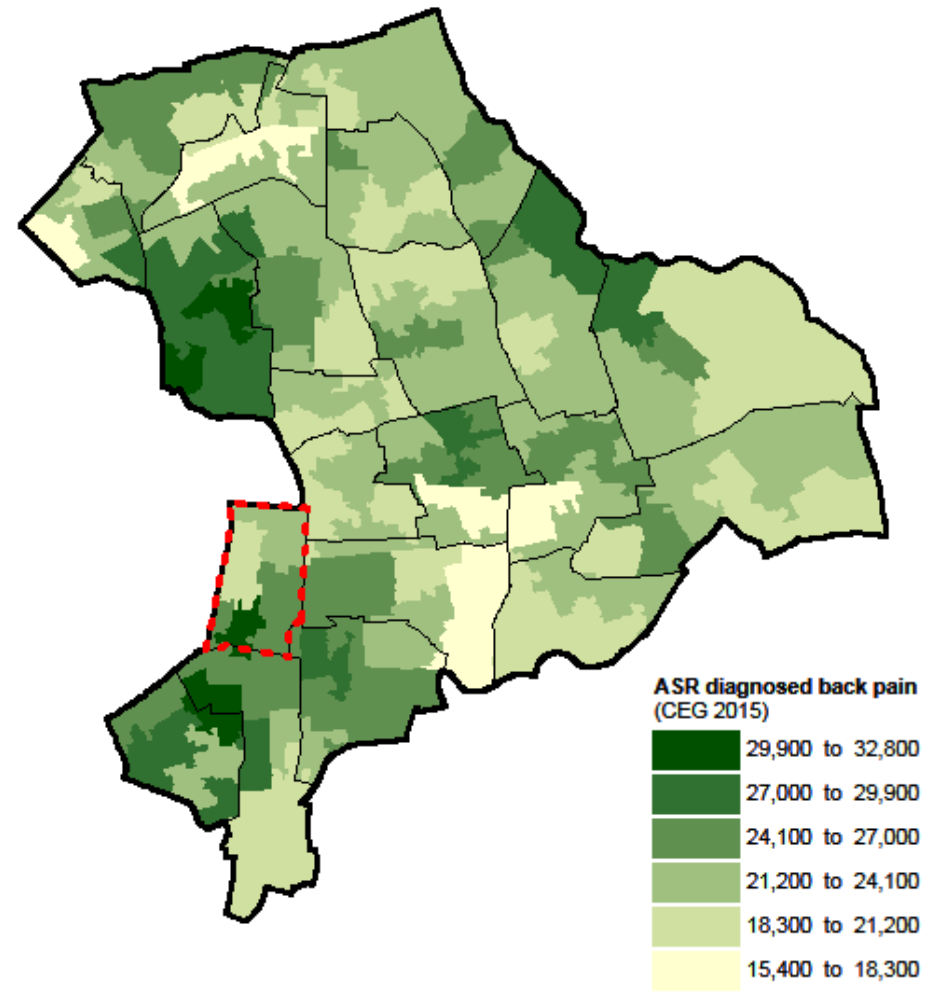 ASR diagnosed back pain
(CEG 2015)
29,900 to 32,800
27,000 to 29,900
24,100 to 27,000
21,200 to 24,100
18,300 to 21,200
15,400 to 18,300